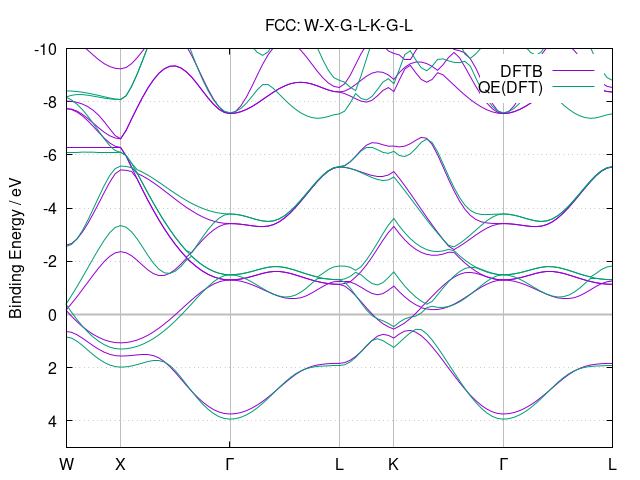 FCC: W-X-G-L-K-G-L
DFTB
QE(DFT)
Binding Energy / eV
-10
-8
-6
-4
-2
0
2
4
W X Γ L K Γ L